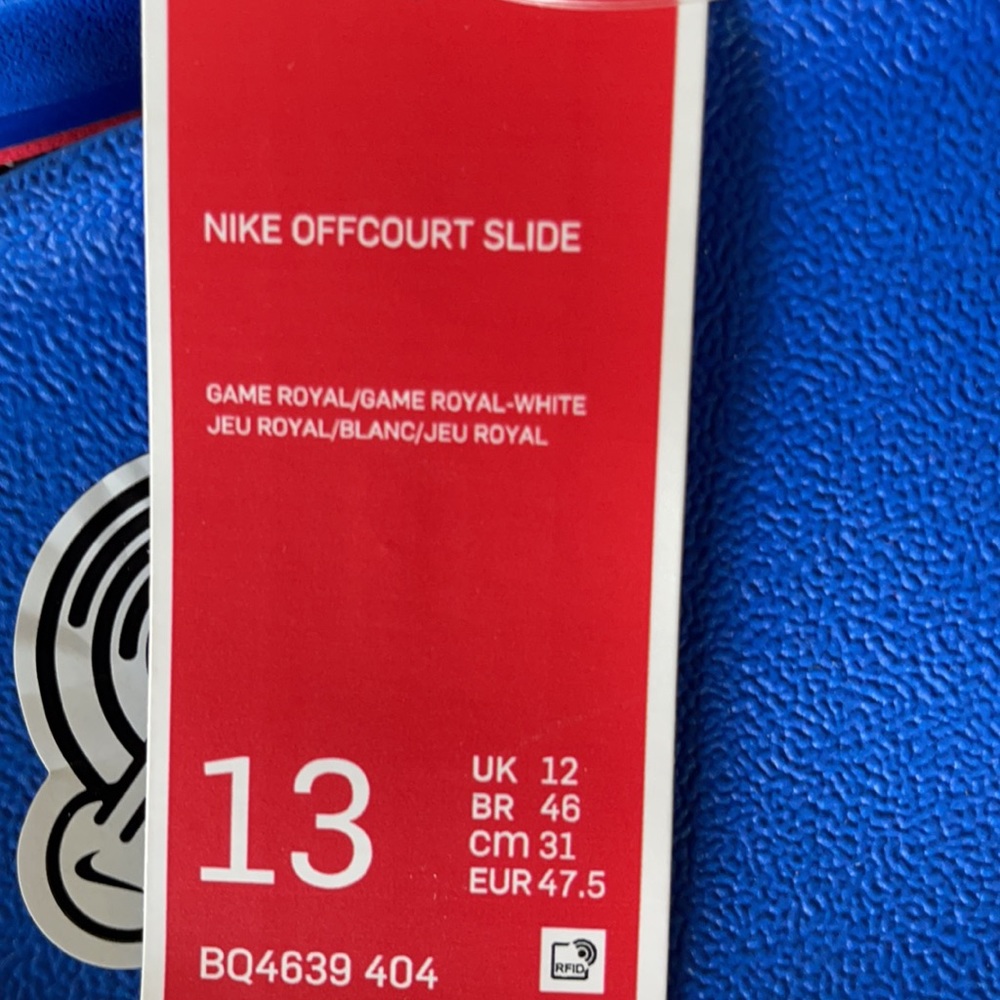 NIKE OFFCOURT SLIDE
GAME ROYAL/GAME ROYAL-WHITE
JEU ROYAL/BLANC/JEU ROYAL
13
UK 12
BR 46
cm 31
EUR 47.5
BQ4639 404
RFID